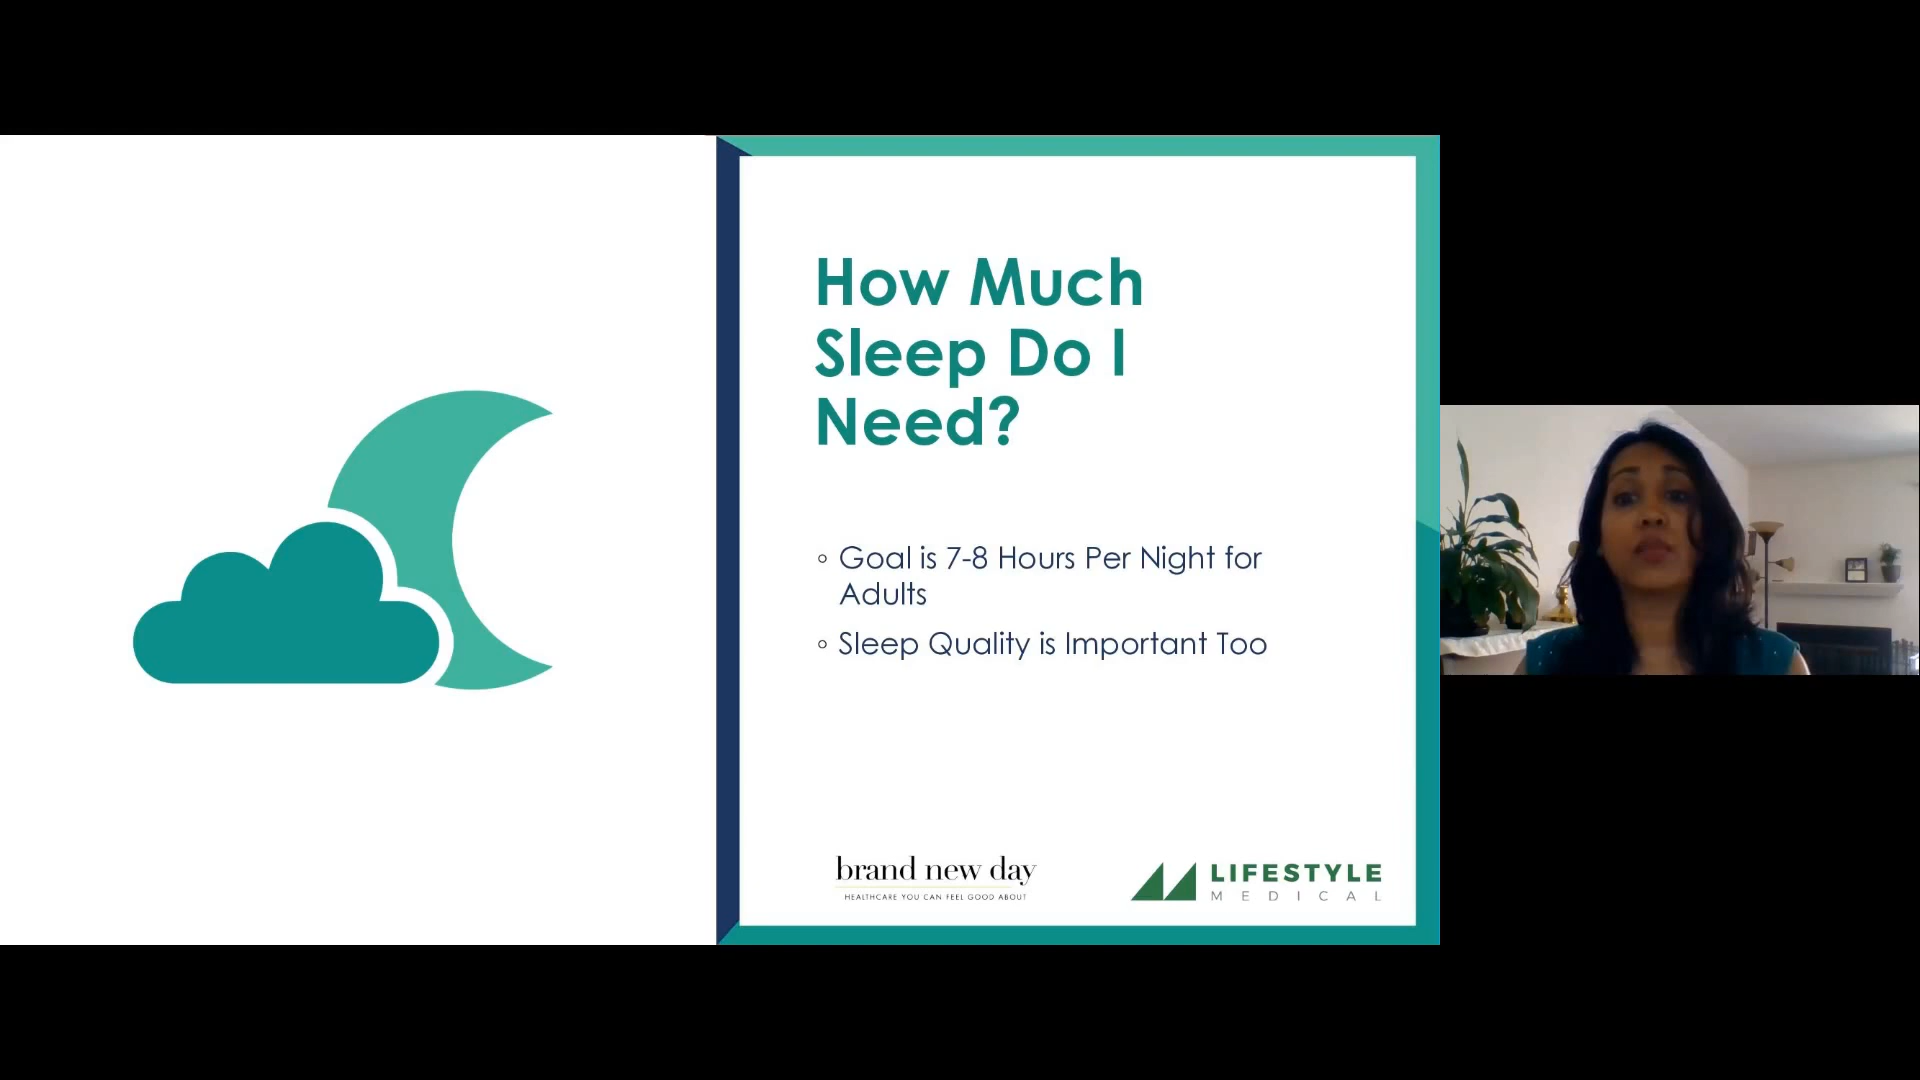 How Much
Sleep Do I
Need?
◦ Goal is 7-8 Hours Per Night for
Adults
◦ Sleep Quality is Important Too
brand new day
HEALTHCARE YOU CAN FEEL GOOD ABOUT
LIFESTYLE
MEDICAL